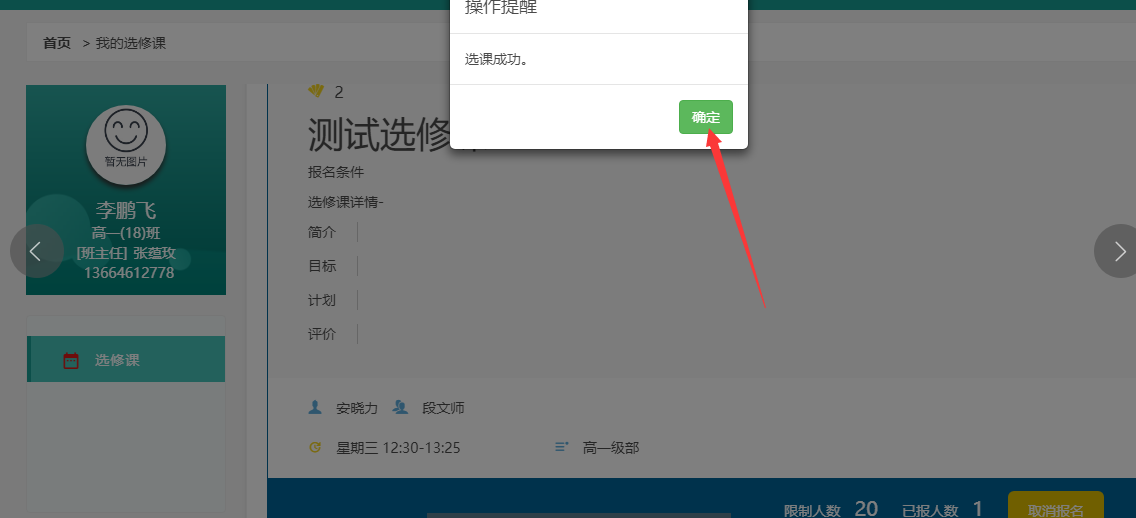 操作提醒
首页 > 我的选修课
选课成功。
2
确定
测试选修
暂无图片
报名条件
选修课详情-
李鹏飞
高一(18)班
简介
[班主任] 张蕴玫
13664612778
目标
计划
评价
选修课
安晓力 段文师
星期三 12:30-13:25 高一级部
限制人数 20 已报人数 1 取消报名